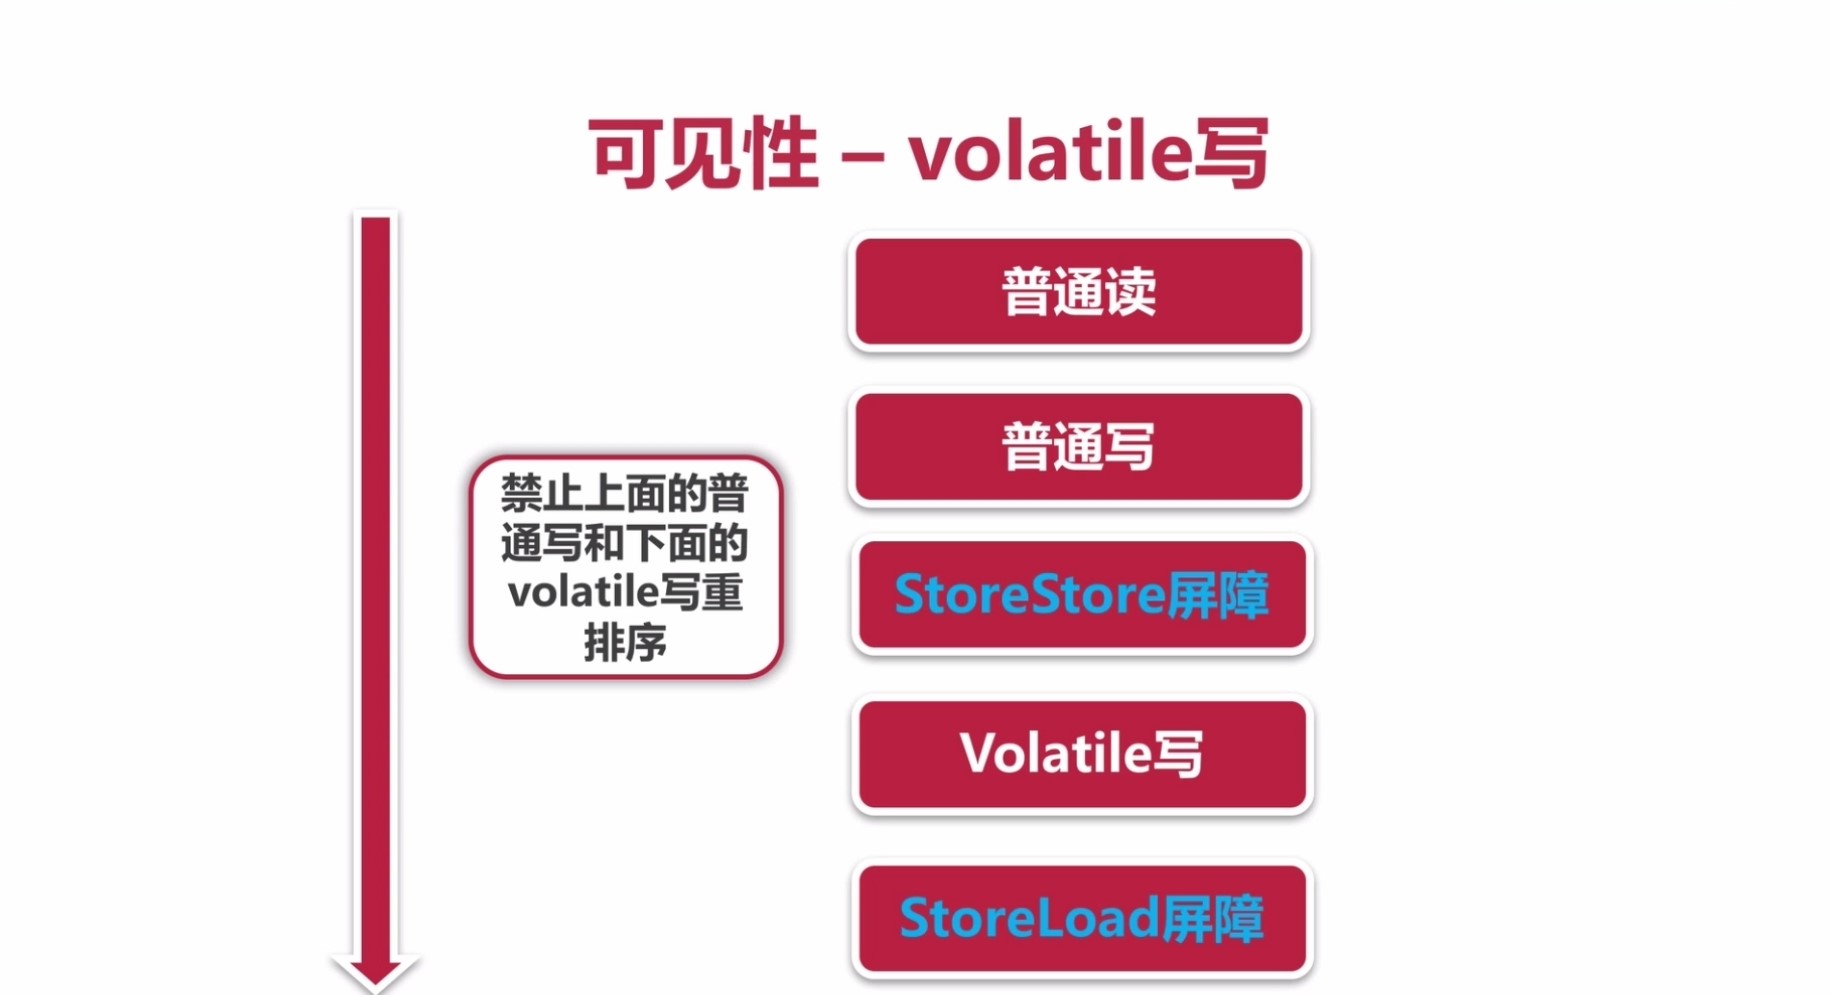 可见性 – volatile写
普通读
普通写
禁止上面的普
通写和下面的
volatile写重
排序
StoreStore屏障
Volatile写
StoreLoad屏障